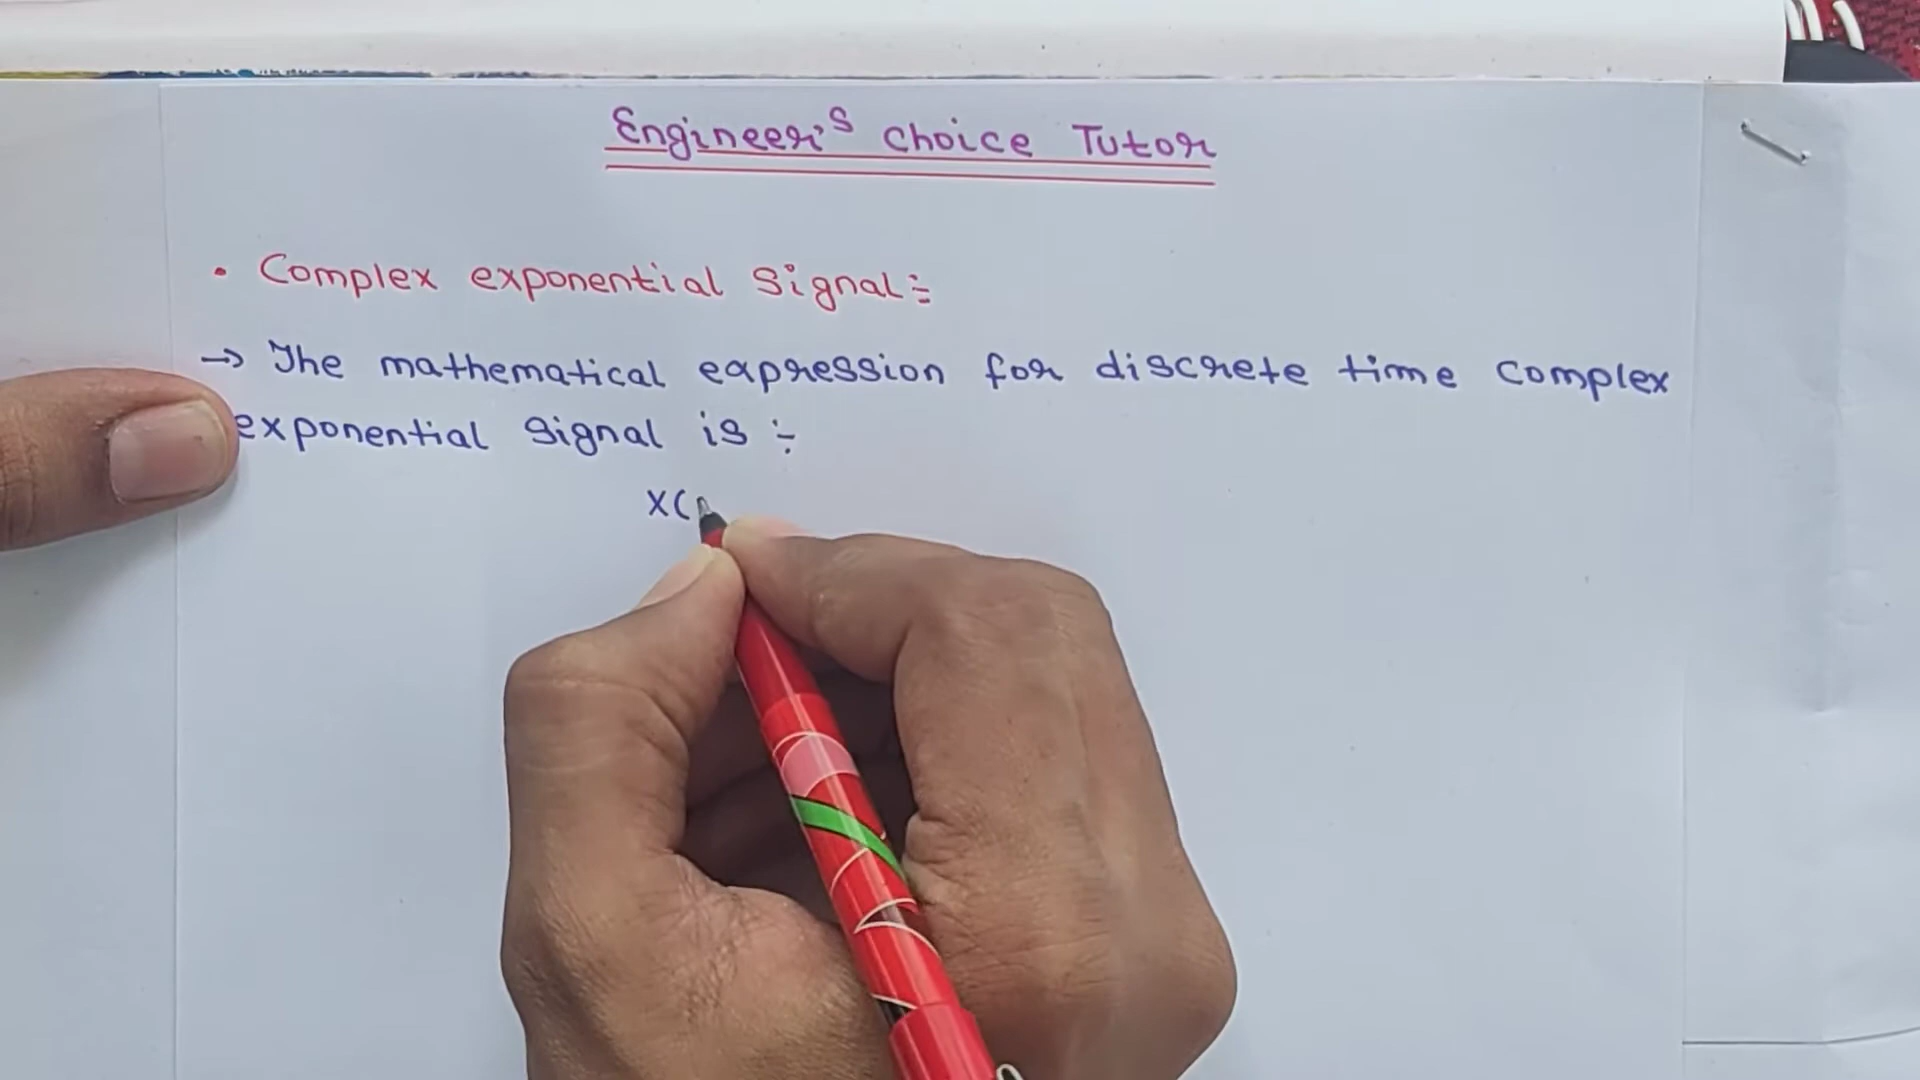 Engineer's Choice Tutor
• Complex exponential Signal:-
→ The mathematical expression for discrete time complex
exponential signal is :-
x(